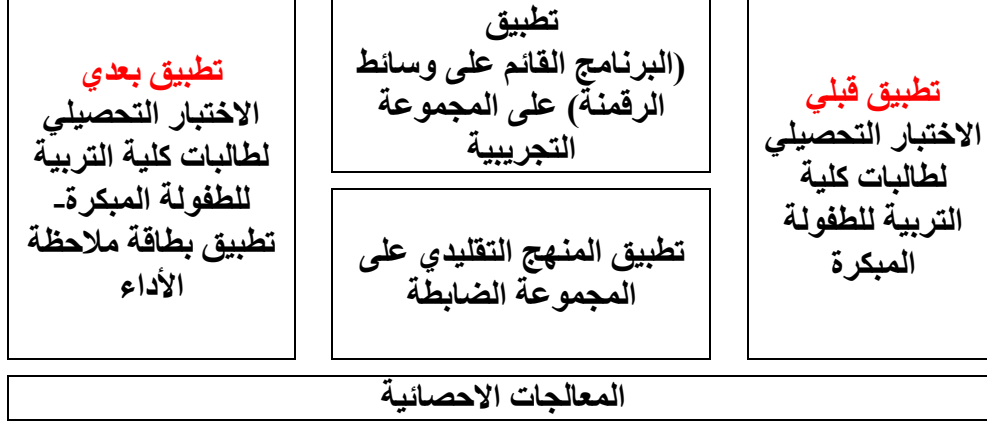 تطبيق قبلي
الاختبار التحصيلي
لطالبات كلية
التربية للطفولة
المبكرة
تطبيق
(البرنامج القائم على وسائط
الرقمنة) على المجموعة
التجريبية
تطبيق المنهج التقليدي على
المجموعة الضابطة
تطبيق بعدي
الاختبار التحصيلي
لطالبات كلية التربية
للطفولة المبكرة-
تطبيق بطاقة ملاحظة
الأداء
المعالجات الاحصائية